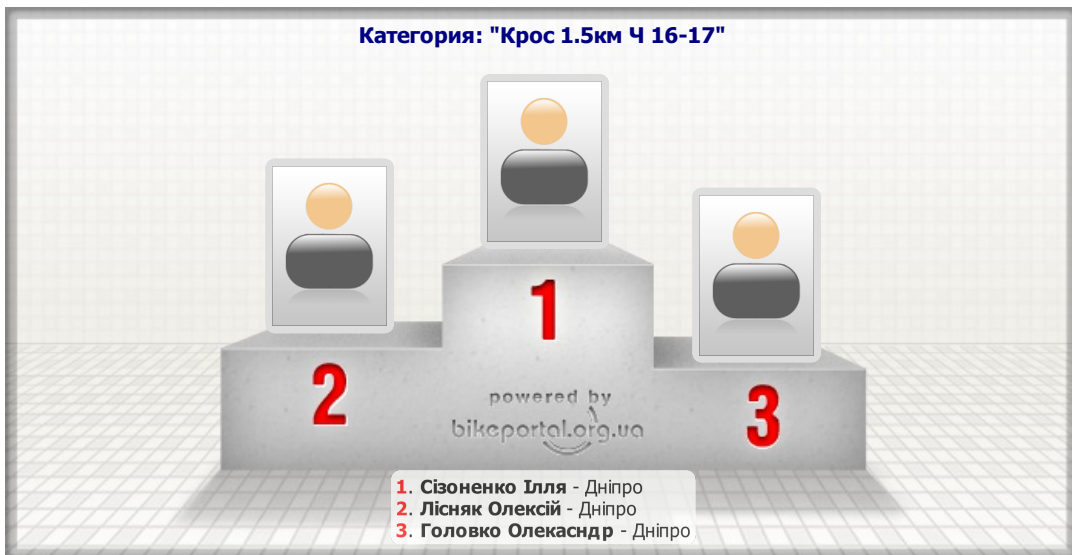 Категория: "Крос 1.5км Ч 16-17"
1
2
3
powered by
bikeportal.org.ua
1. Сізоненко Ілля - Дніпро
2. Лісняк Олексій - Дніпро
3. Головко Олекасндр - Дніпро